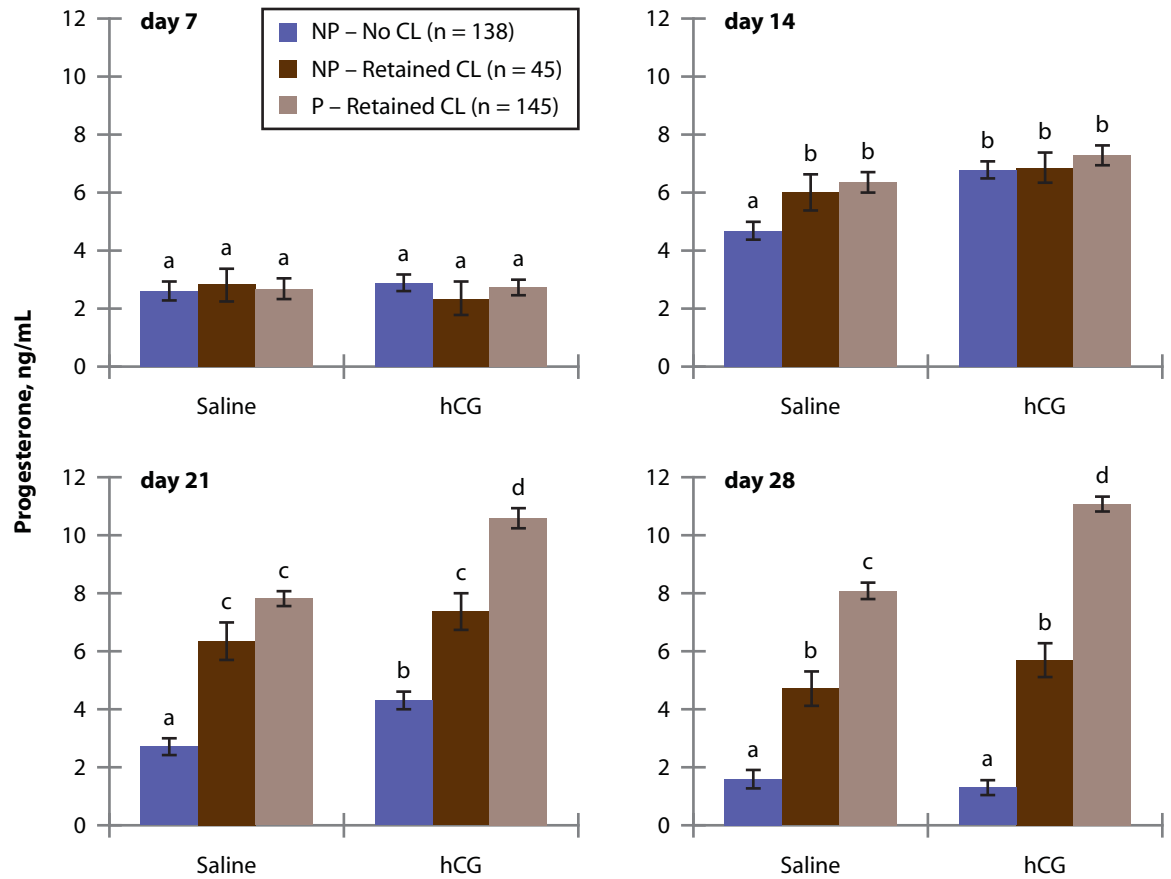 Progesterone, ng/mL
day 7
NP – No CL (n = 138)
NP – Retained CL (n = 45)
P – Retained CL (n = 145)
12
10
8
6
4
2
0
a a a a a a
Saline hCG
day 14
12
10
8
6
4
2
0
a b b b b b
Saline hCG
day 21
12
10
8
6
4
2
0
a c c b c d
Saline hCG
day 28
12
10
8
6
4
2
0
a b c a b d
Saline hCG